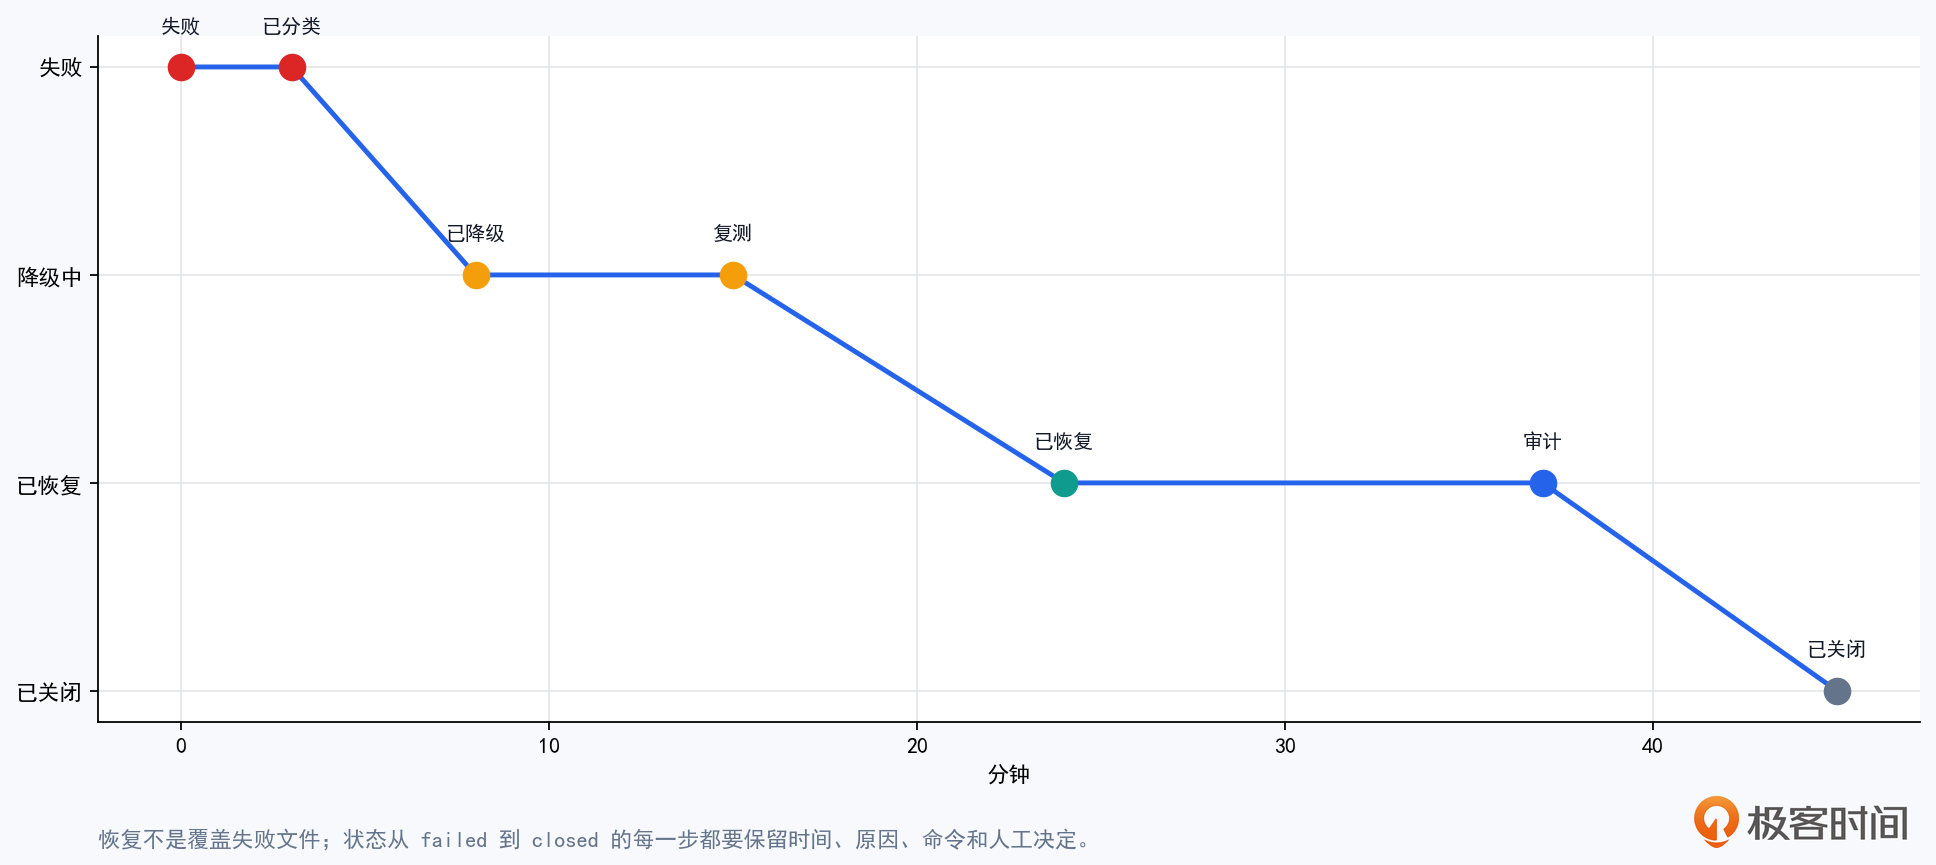 失败
已分类
失败
已降级
复测
降级中
已恢复
审计
已恢复
已关闭
已关闭
0
10
20
30
40
分钟
恢复不是覆盖失败文件；状态从 failed 到 closed 的每一步都要保留时间、原因、命令和人工决定。
极客时间